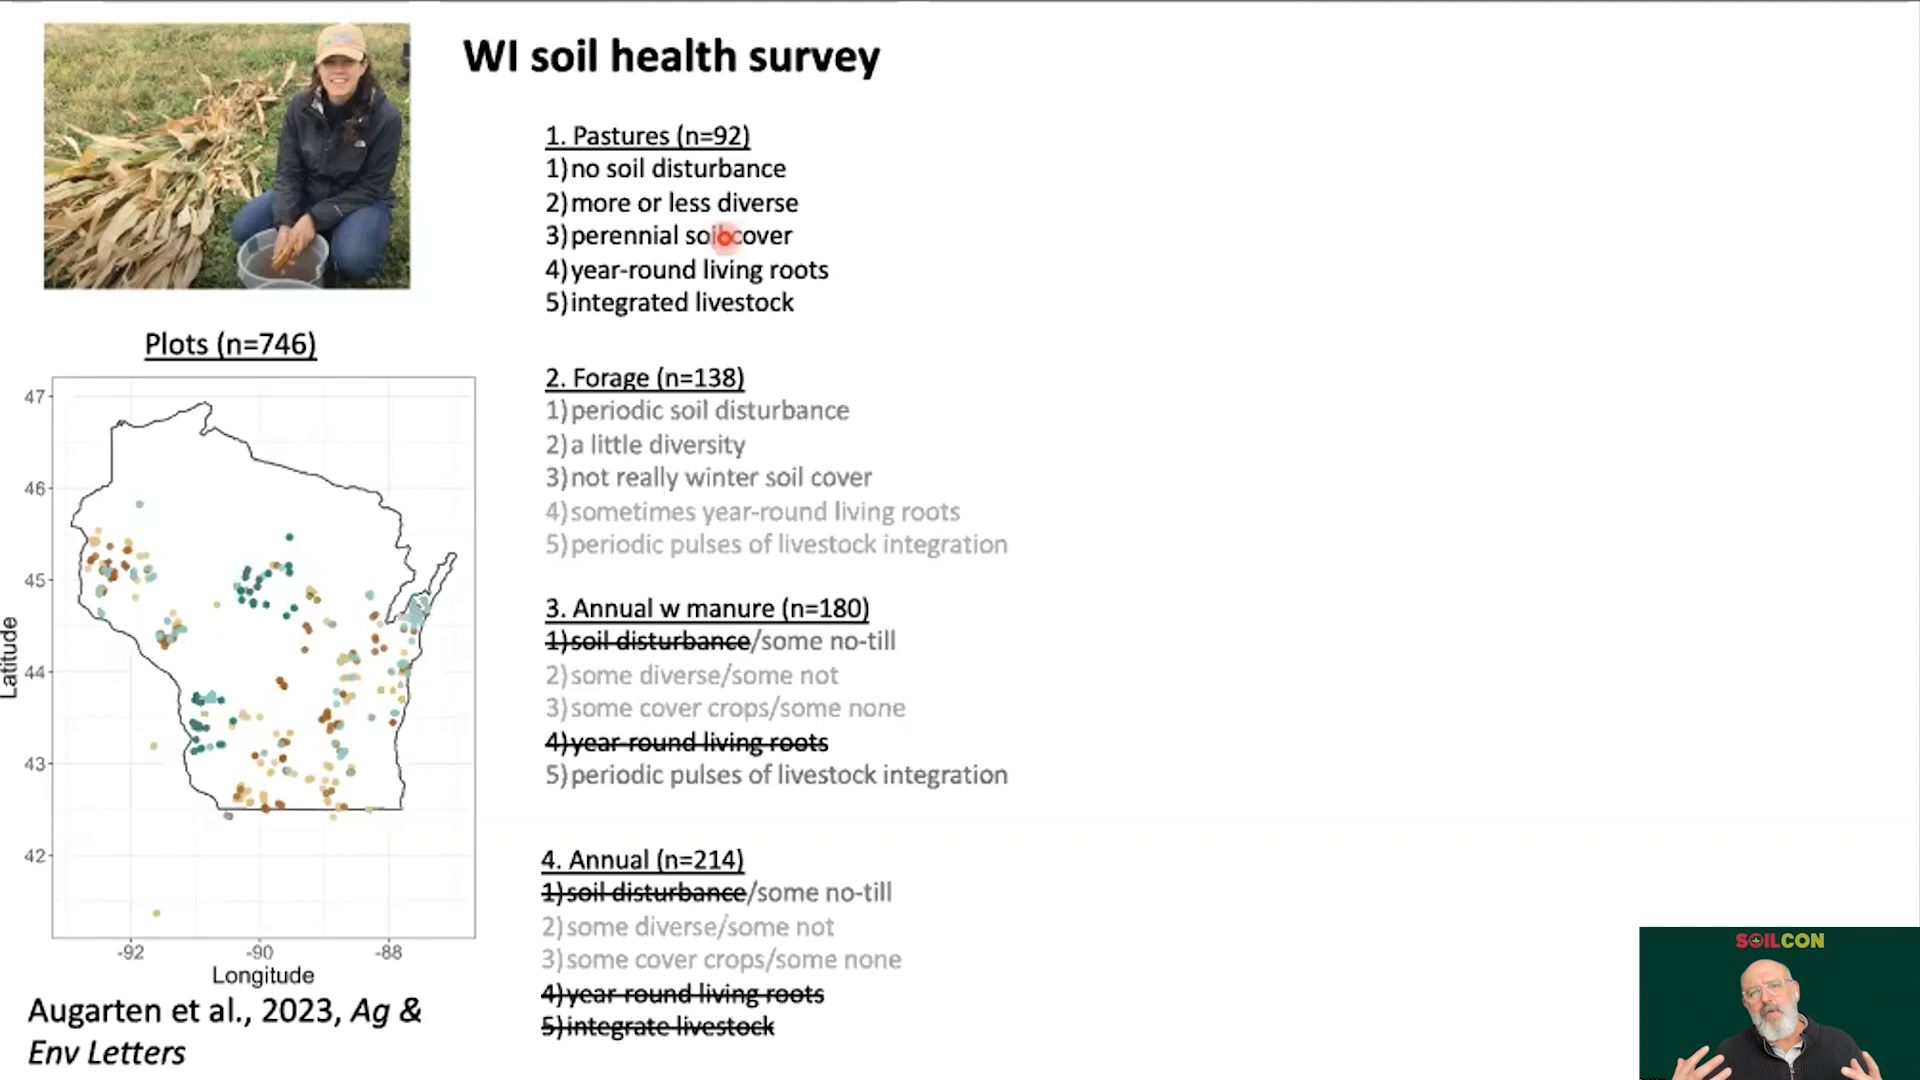 WI soil health survey
1. Pastures (n=92)
1) no soil disturbance
2) more or less diverse
3) perennial soil cover
4) year-round living roots
5) integrated livestock
Plots (n=746)
2. Forage (n=138)
1) periodic soil disturbance
2) a little diversity
3) not really winter soil cover
4) sometimes year-round living roots
5) periodic pulses of livestock integration
3. Annual w manure (n=180)
1) soil disturbance/some no-till
2) some diverse/some not
3) some cover crops/some none
4) year-round living roots
5) periodic pulses of livestock integration
4. Annual (n=214)
1) soil disturbance/some no-till
2) some diverse/some not
3) some cover crops/some none
4) year-round living roots
5) integrate livestock
47
46
45
44
43
42
Latitude
-92 -90 -88
Longitude
Augarten et al., 2023, Ag &
Env Letters
SOILCON